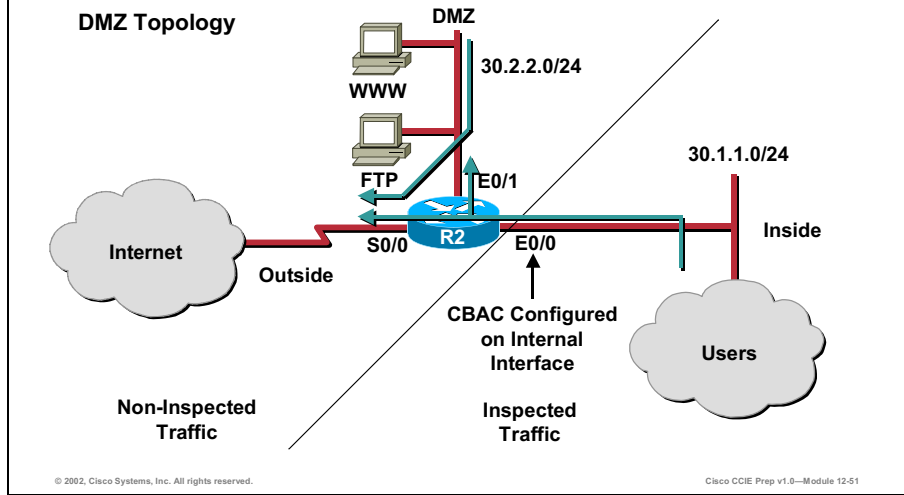 DMZ Topology
DMZ
30.2.2.0/24
WWW
FTP
E0/1
30.1.1.0/24
Internet
S0/0
R2
E0/0
Inside
Outside
CBAC Configured
on Internal
Interface
Users
Non-Inspected
Traffic
Inspected
Traffic
© 2002, Cisco Systems, Inc. All rights reserved.
Cisco CCIE Prep v1.0—Module 12-51